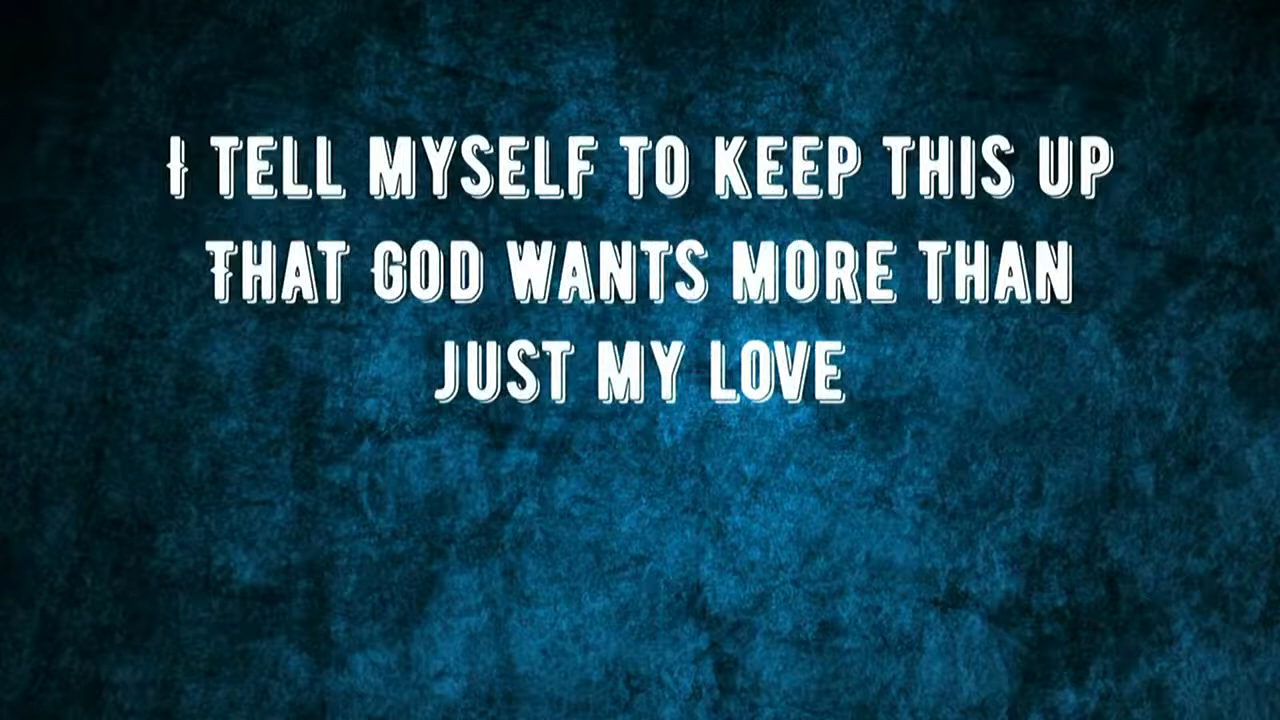 I TELL MYSELF TO KEEP THIS UP
THAT GOD WANTS MORE THAN
JUST MY LOVE